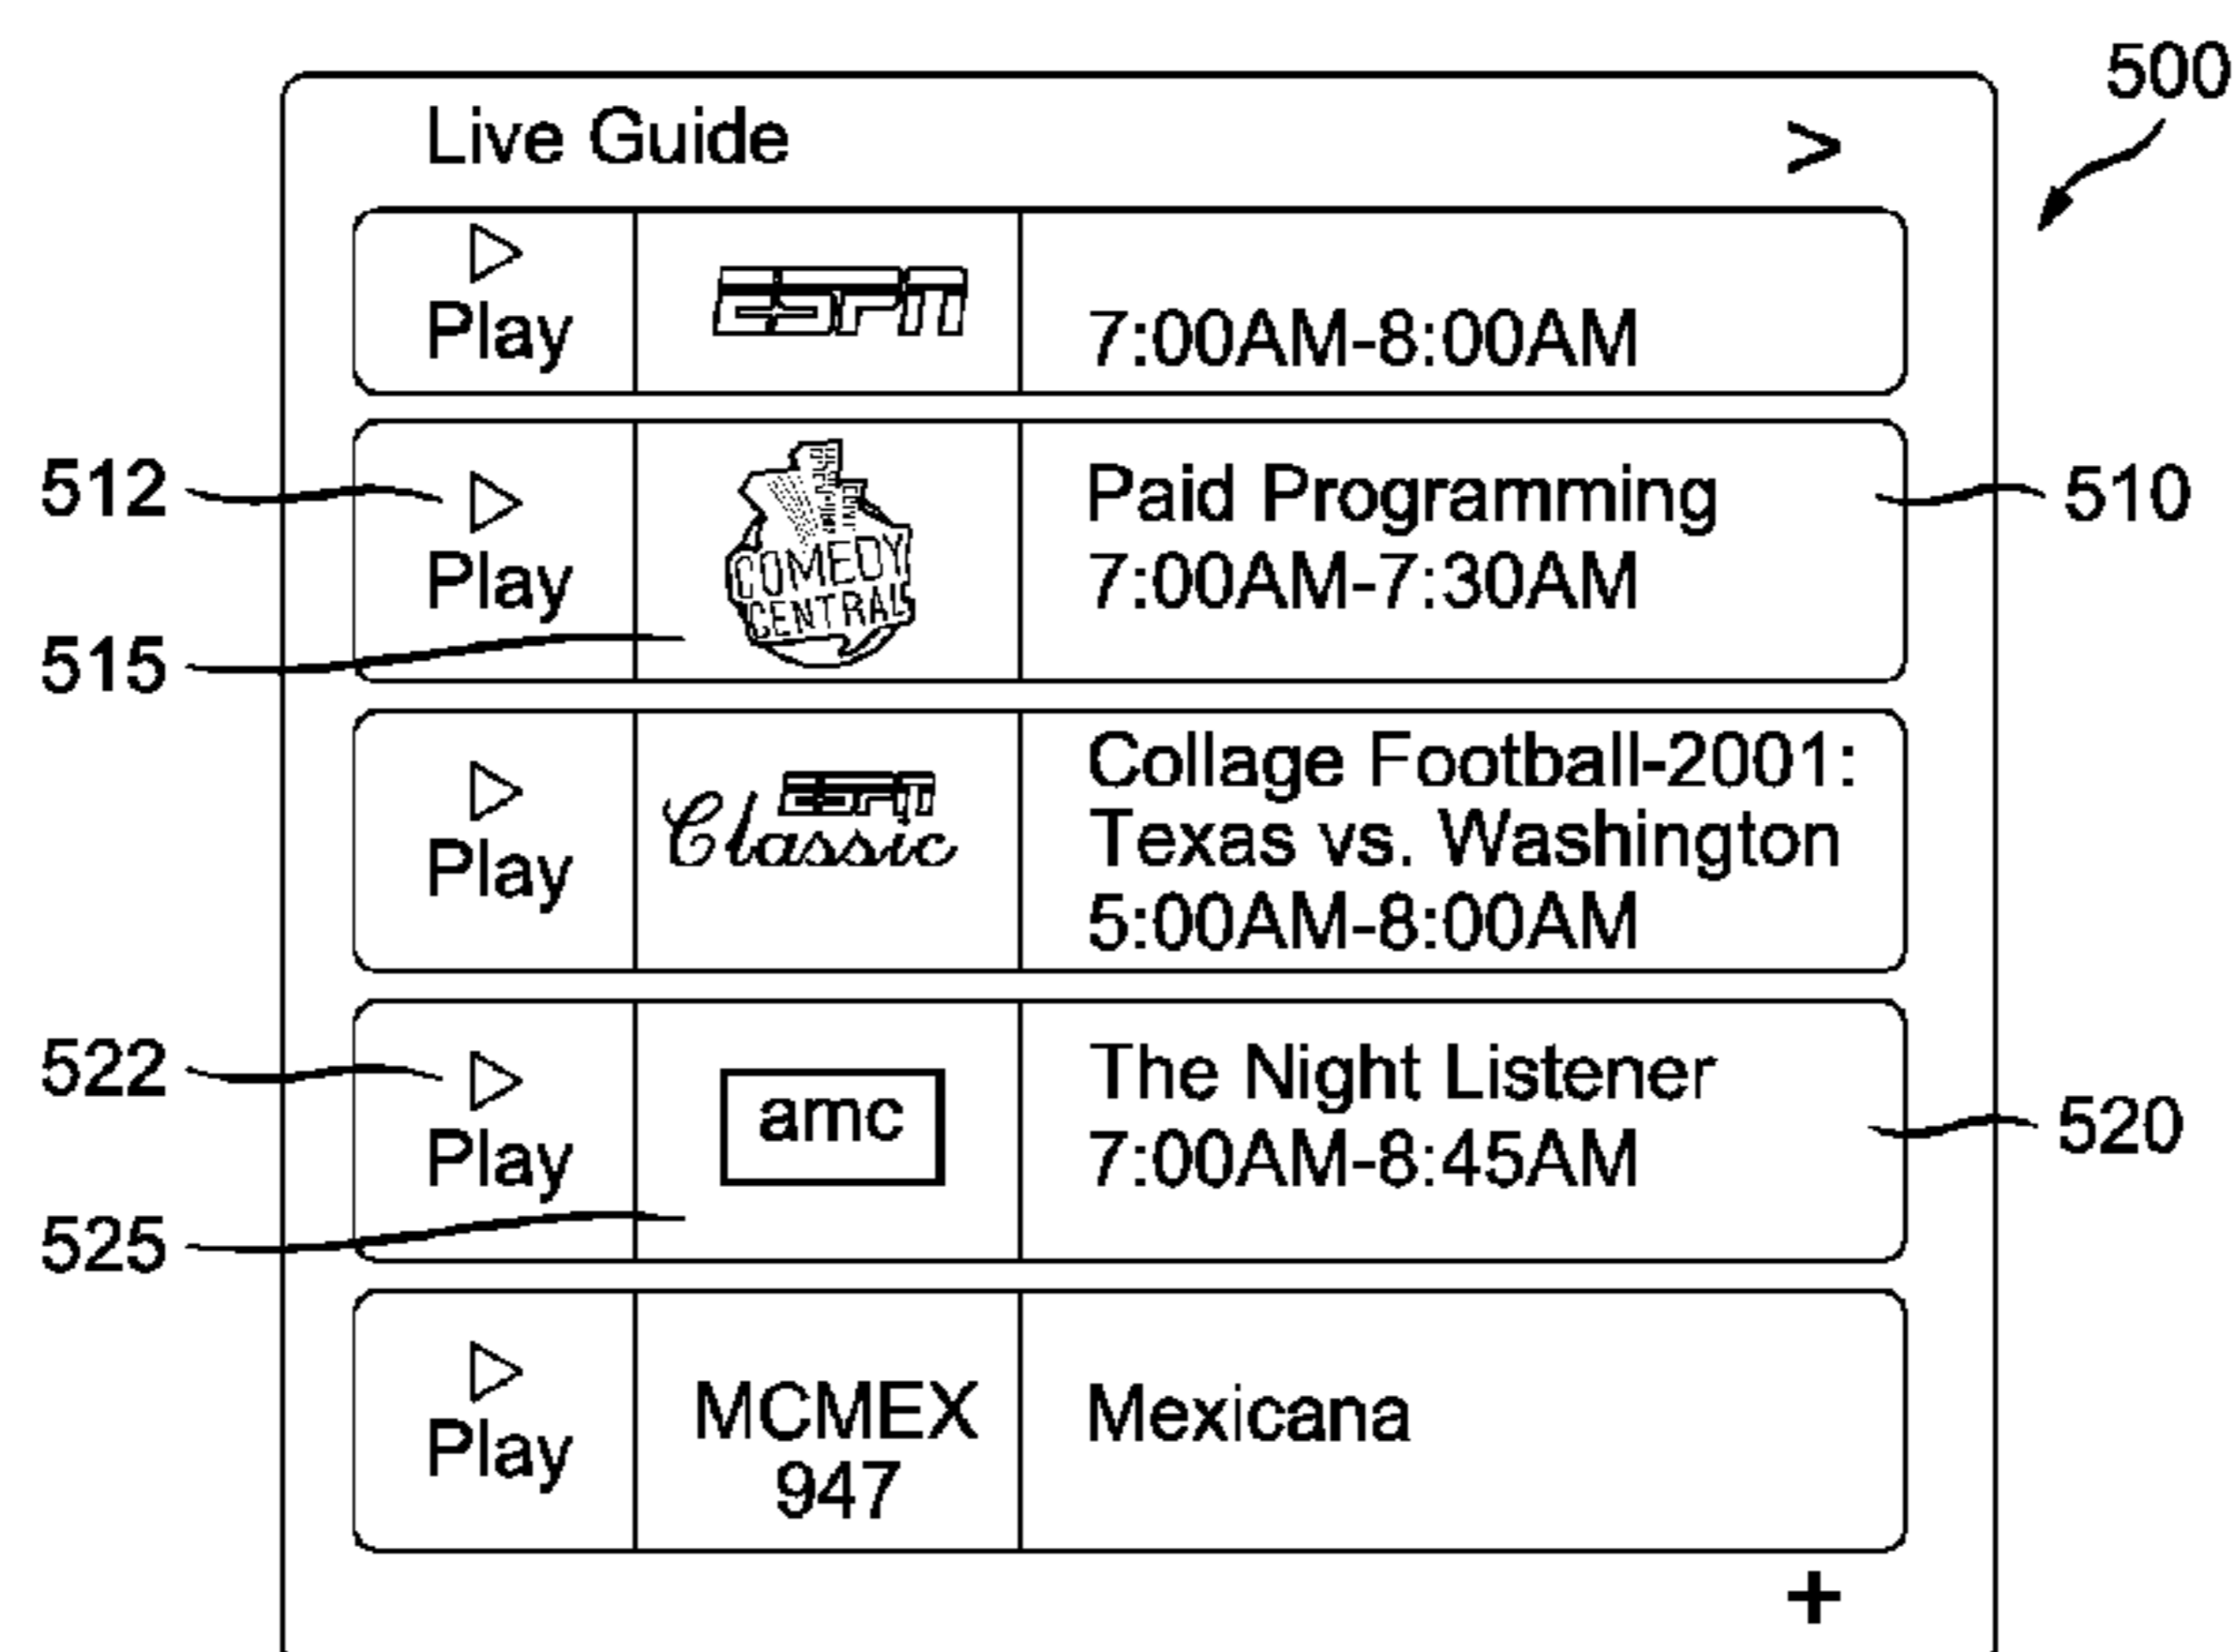 500
Live Guide >
Play
ESPN
7:00AM-8:00AM
512
Play
515
COMEDY
CENTRAL
Paid Programming
7:00AM-7:30AM
510
Play
ESPN
Classic
Collage Football-2001:
Texas vs. Washington
5:00AM-8:00AM
522
Play
525
amc
The Night Listener
7:00AM-8:45AM
520
Play
MCMEX
947
Mexicana
+